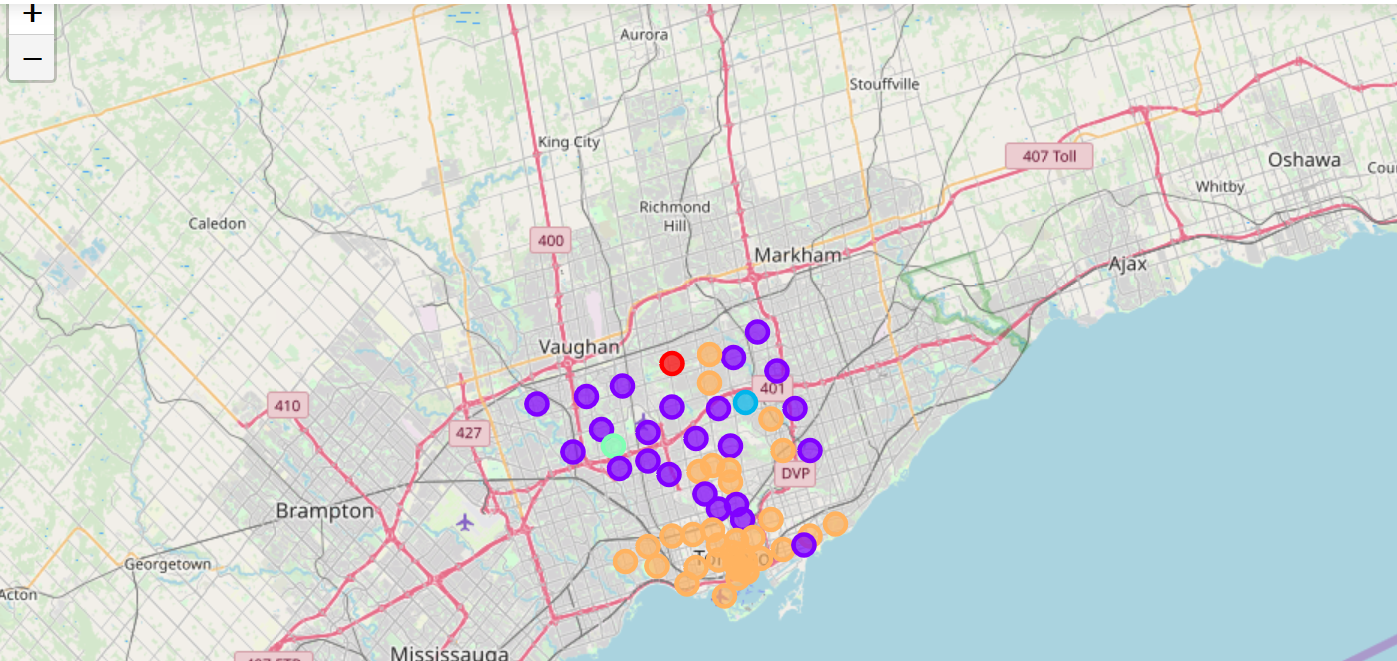 +
−
Aurora
Stouffville
King City
407 Toll
Oshawa
Whitby
Cou
Richmond
Hill
Caledon
400
Markham
Ajax
Vaughan
401
410
427
DVP
Brampton
Georgetown
Acton
Mississauga